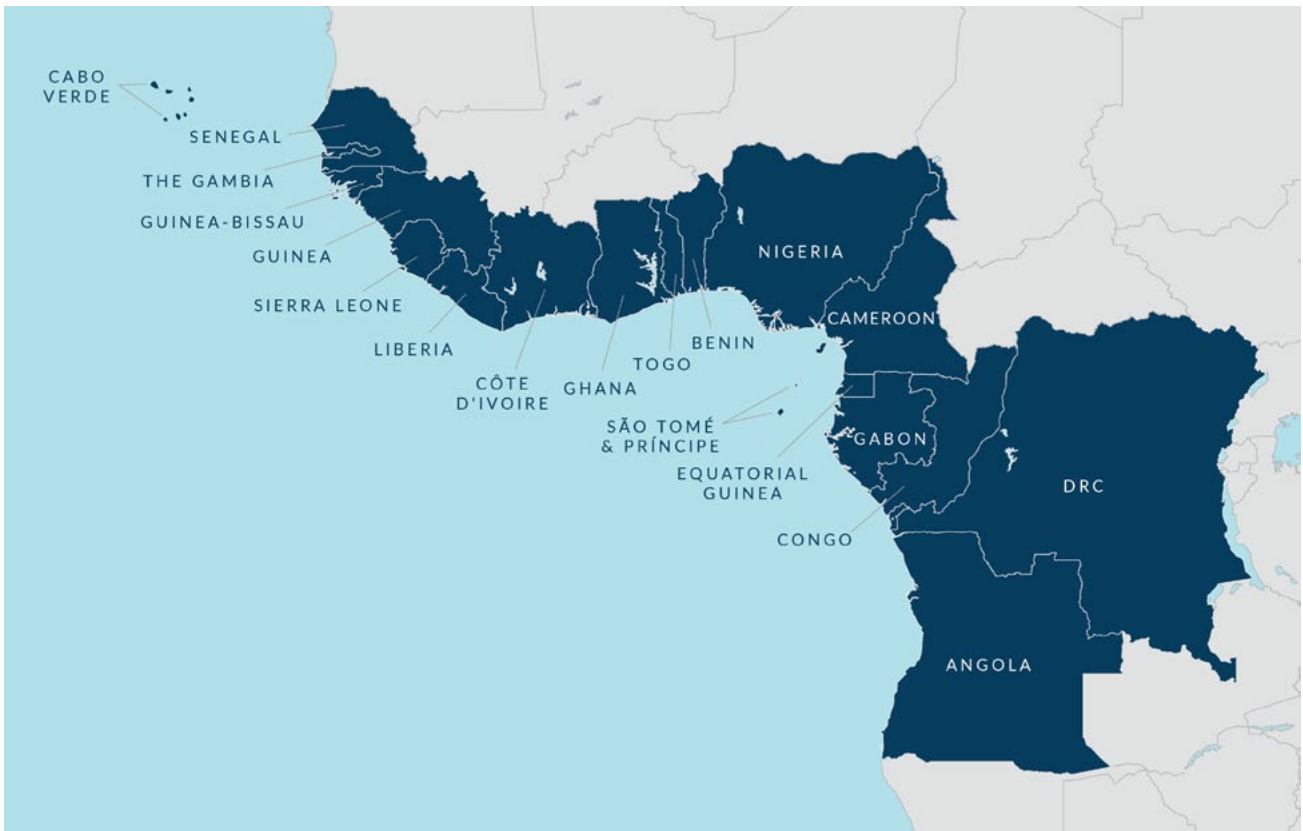 CABO
VERDE
SENEGAL
THE GAMBIA
GUINEA-BISSAU
GUINEA
SIERRA LEONE
LIBERIA
CÔTE
D'IVOIRE
GHANA
TOGO
BENIN
NIGERIA
CAMEROON
SÃO TOMÉ
& PRÍNCIPE
EQUATORIAL
GUINEA
GABON
CONGO
DRC
ANGOLA